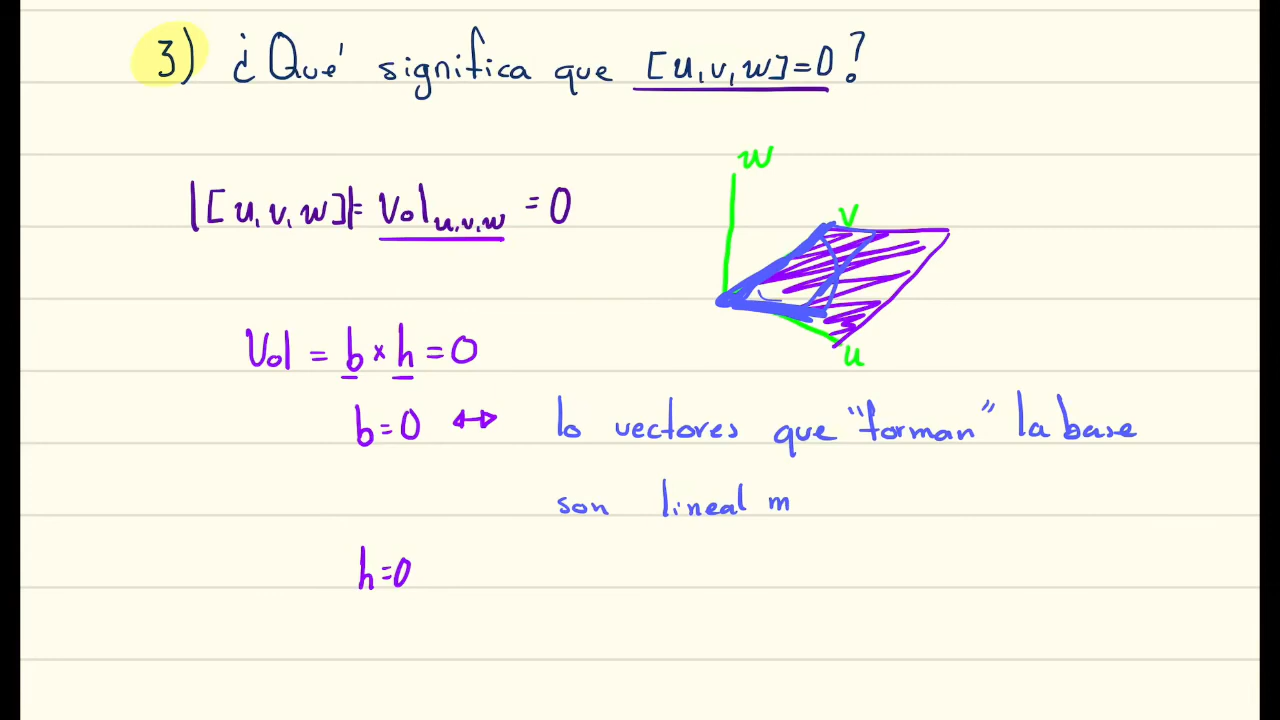 3) ¿Qué significa que [u,v,w]=0?
w
|[u,v,w]|= Vol u,v,w = 0
v
Vol = b × h = 0
u
b=0 ↔ lo vectores que "forman" la base
son lineal m
h=0